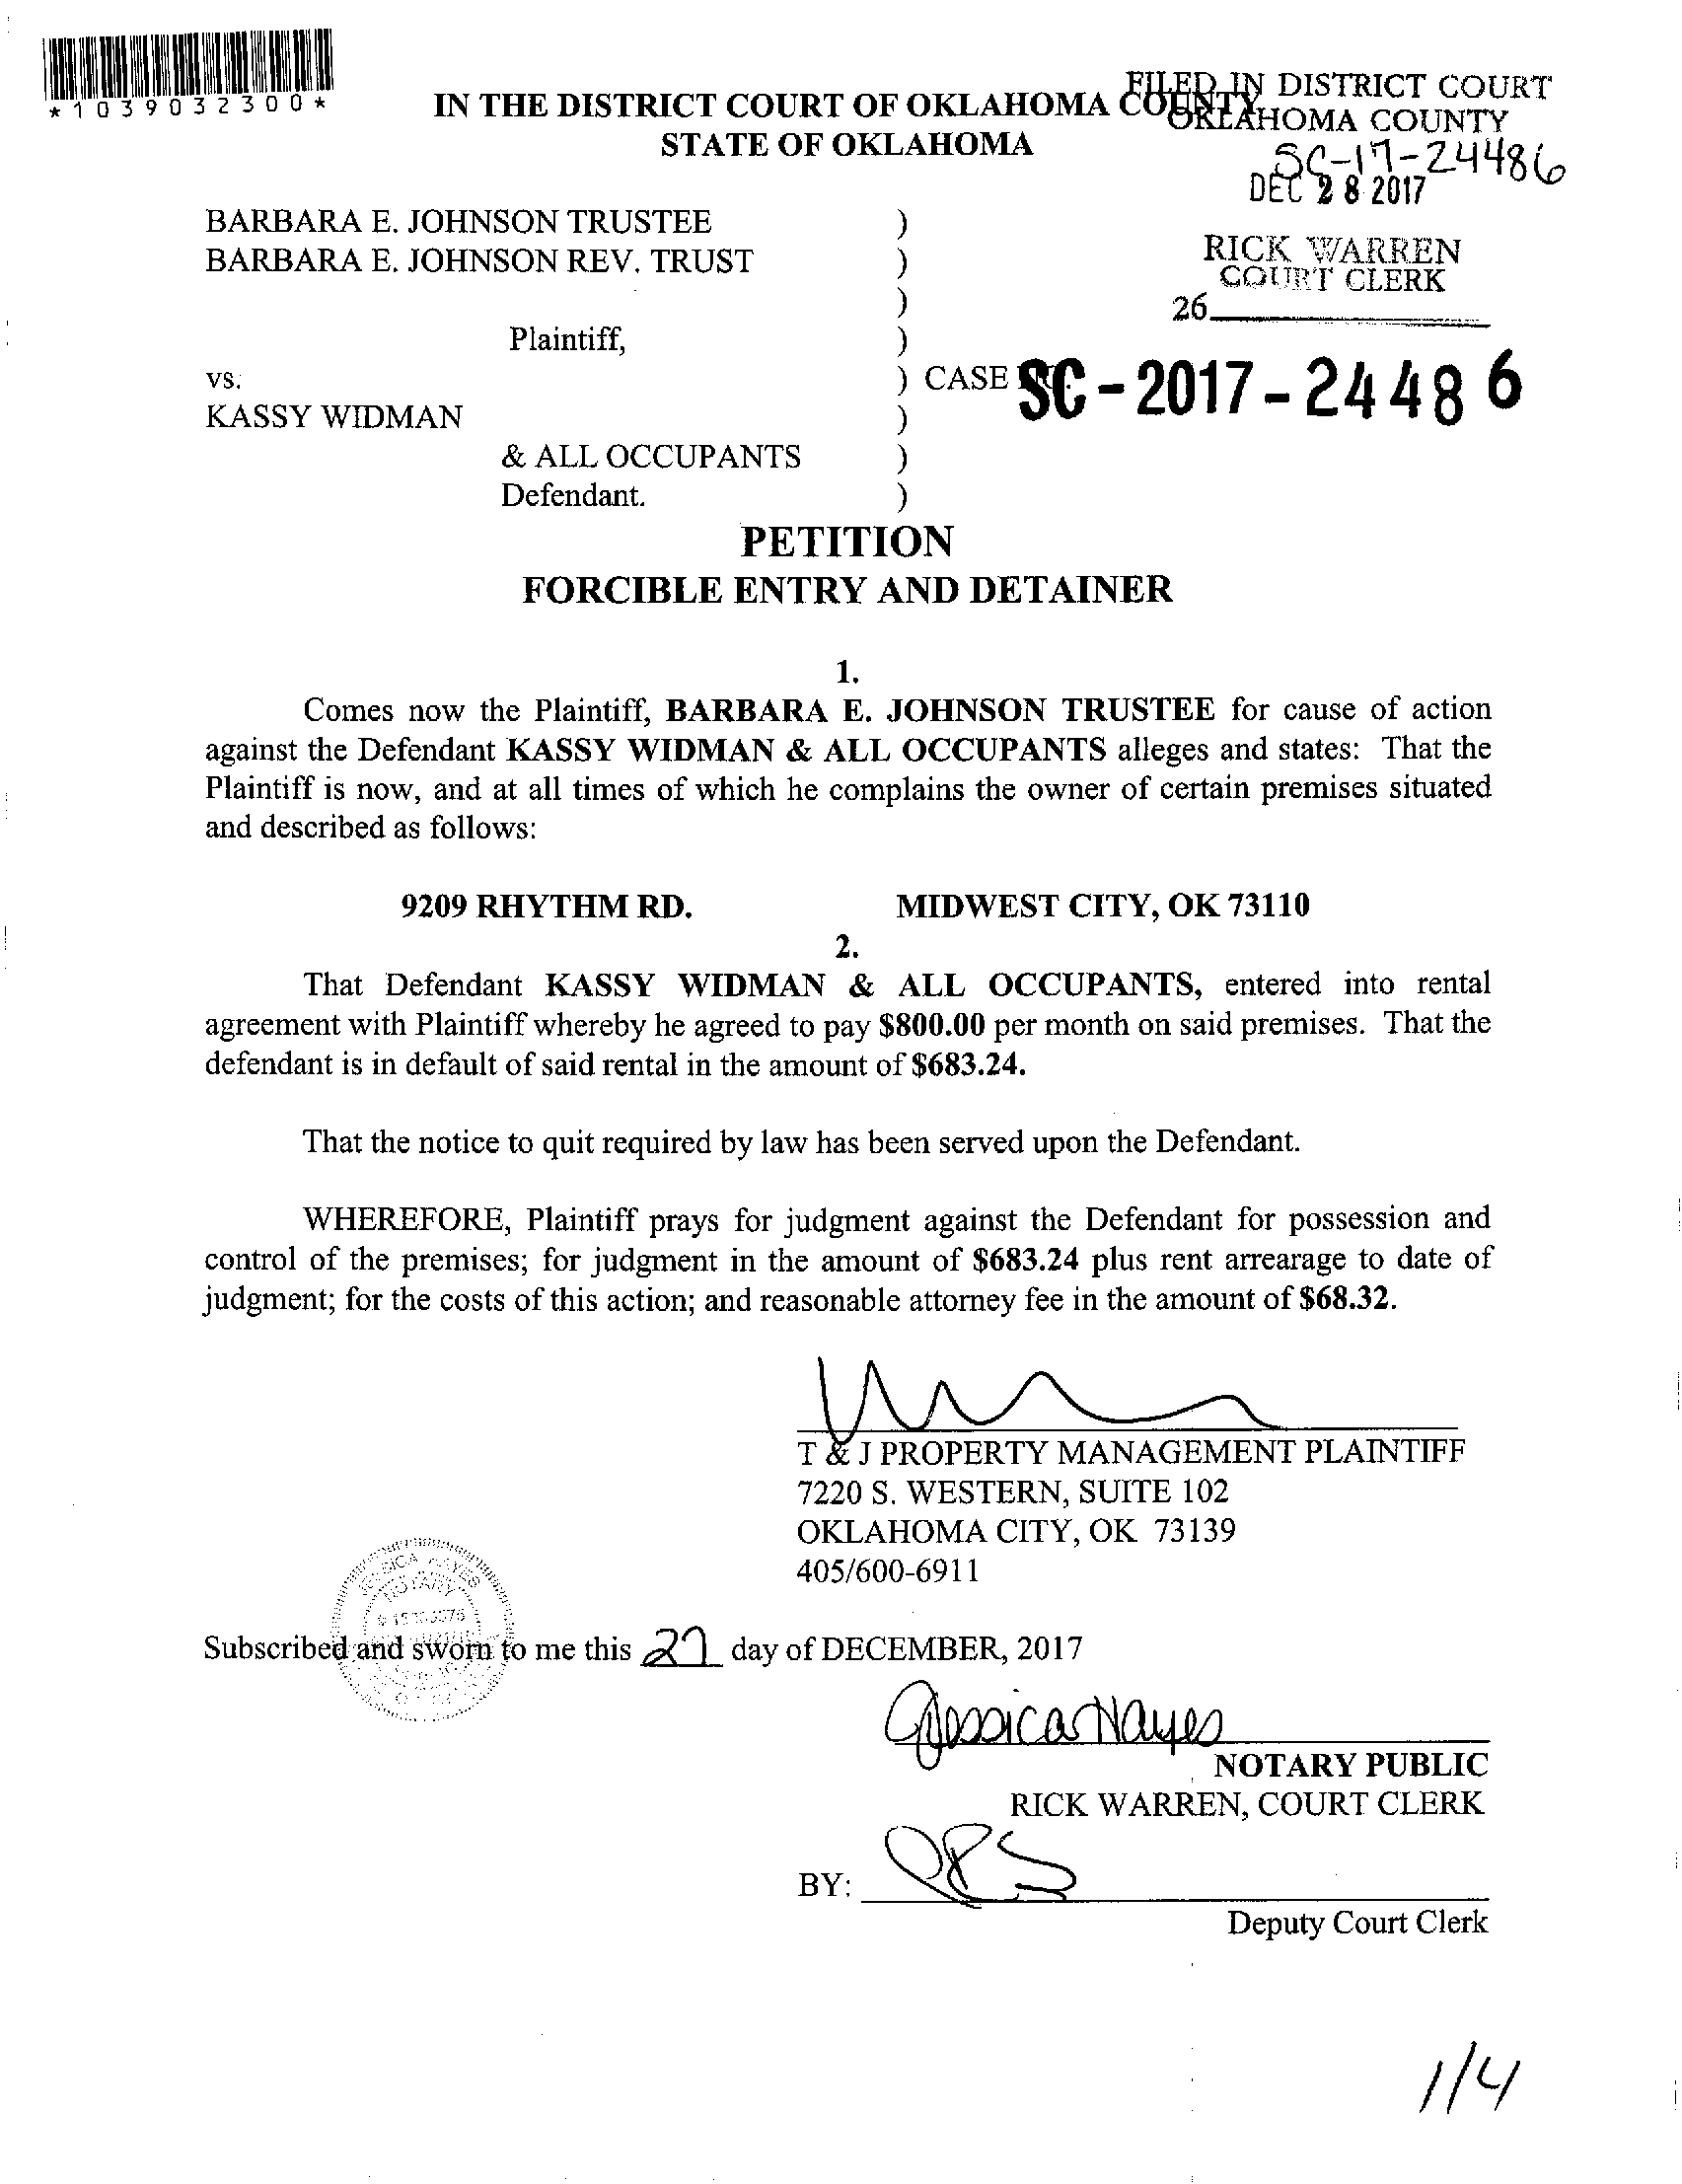 *1039032300*
IN THE DISTRICT COURT OF OKLAHOMA COUNTY
STATE OF OKLAHOMA
FILED IN DISTRICT COURT
OKLAHOMA COUNTY
SC-17-24486
DEC 28 2017
RICK WARREN
COURT CLERK
26
BARBARA E. JOHNSON TRUSTEE )
BARBARA E. JOHNSON REV. TRUST )
)
Plaintiff, )
vs. ) CASE SC-2017-24486
KASSY WIDMAN )
& ALL OCCUPANTS )
Defendant. )
PETITION
FORCIBLE ENTRY AND DETAINER
1.
Comes now the Plaintiff, BARBARA E. JOHNSON TRUSTEE for cause of action
against the Defendant KASSY WIDMAN & ALL OCCUPANTS alleges and states: That the
Plaintiff is now, and at all times of which he complains the owner of certain premises situated
and described as follows:
9209 RHYTHM RD. MIDWEST CITY, OK 73110
2.
That Defendant KASSY WIDMAN & ALL OCCUPANTS, entered into rental
agreement with Plaintiff whereby he agreed to pay $800.00 per month on said premises. That the
defendant is in default of said rental in the amount of $683.24.
That the notice to quit required by law has been served upon the Defendant.
WHEREFORE, Plaintiff prays for judgment against the Defendant for possession and
control of the premises; for judgment in the amount of $683.24 plus rent arrearage to date of
judgment; for the costs of this action; and reasonable attorney fee in the amount of $68.32.
T & J PROPERTY MANAGEMENT PLAINTIFF
7220 S. WESTERN, SUITE 102
OKLAHOMA CITY, OK 73139
405/600-6911
NOTARY
Subscribed and sworn to me this 27 day of DECEMBER, 2017
Jessica Hayes
NOTARY PUBLIC
RICK WARREN, COURT CLERK
BY:
Deputy Court Clerk
1/4